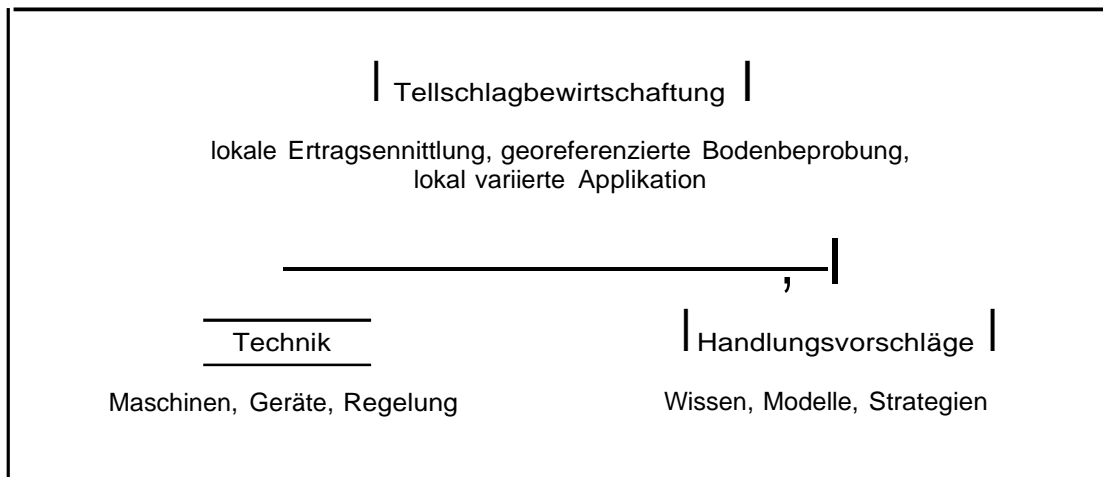 Tellschlagbewirtschaftung
lokale Ertragsennittlung, georeferenzierte Bodenbeprobung,
lokal variierte Applikation
,
Technik
Handlungsvorschläge
Maschinen, Geräte, Regelung
Wissen, Modelle, Strategien